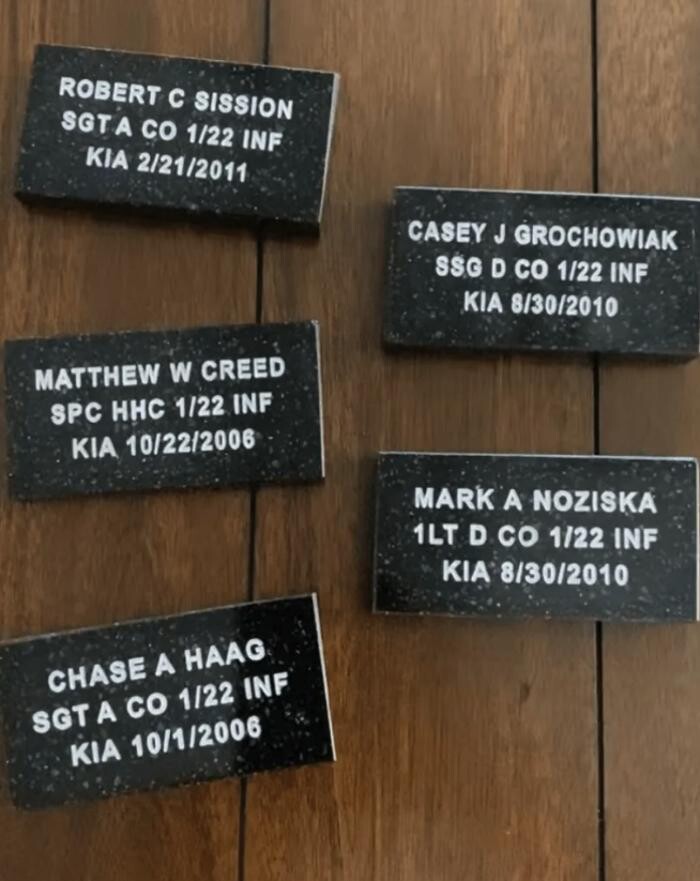 ROBERT C SISSION
SGT A CO 1/22 INF
KIA 2/21/2011
CASEY J GROCHOWIAK
SSG D CO 1/22 INF
KIA 8/30/2010
MATTHEW W CREED
SPC HHC 1/22 INF
KIA 10/22/2006
MARK A NOZISKA
1LT D CO 1/22 INF
KIA 8/30/2010
CHASE A HAAG
SGT A CO 1/22 INF
KIA 10/1/2006